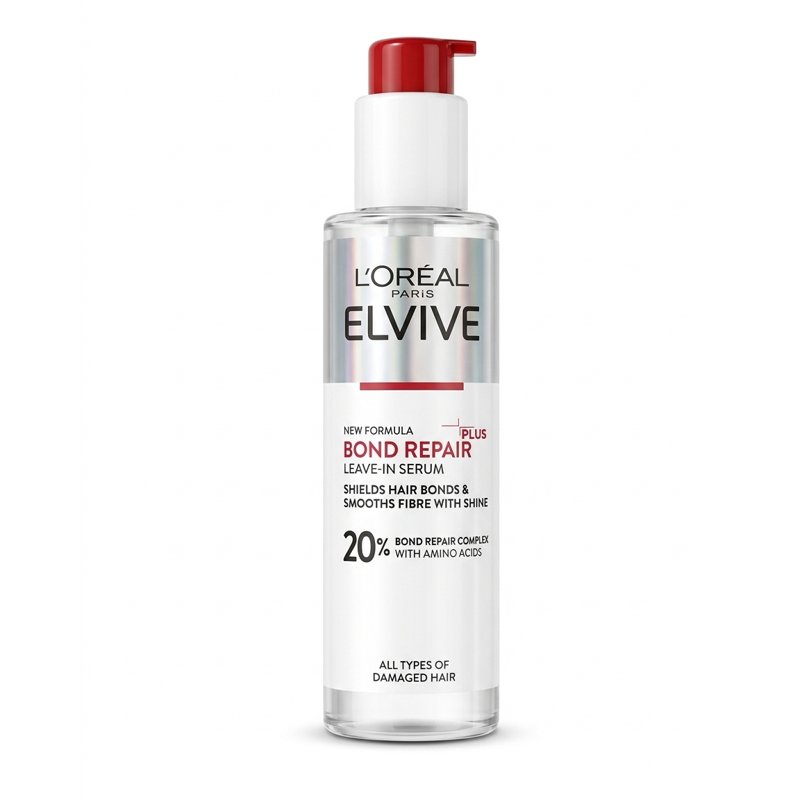 L'ORÉAL
PARiS
ELVIVE
NEW FORMULA
BOND REPAIR PLUS
LEAVE-IN SERUM
SHIELDS HAIR BONDS &
SMOOTHS FIBRE WITH SHINE
20% BOND REPAIR COMPLEX
WITH AMINO ACIDS
ALL TYPES OF
DAMAGED HAIR